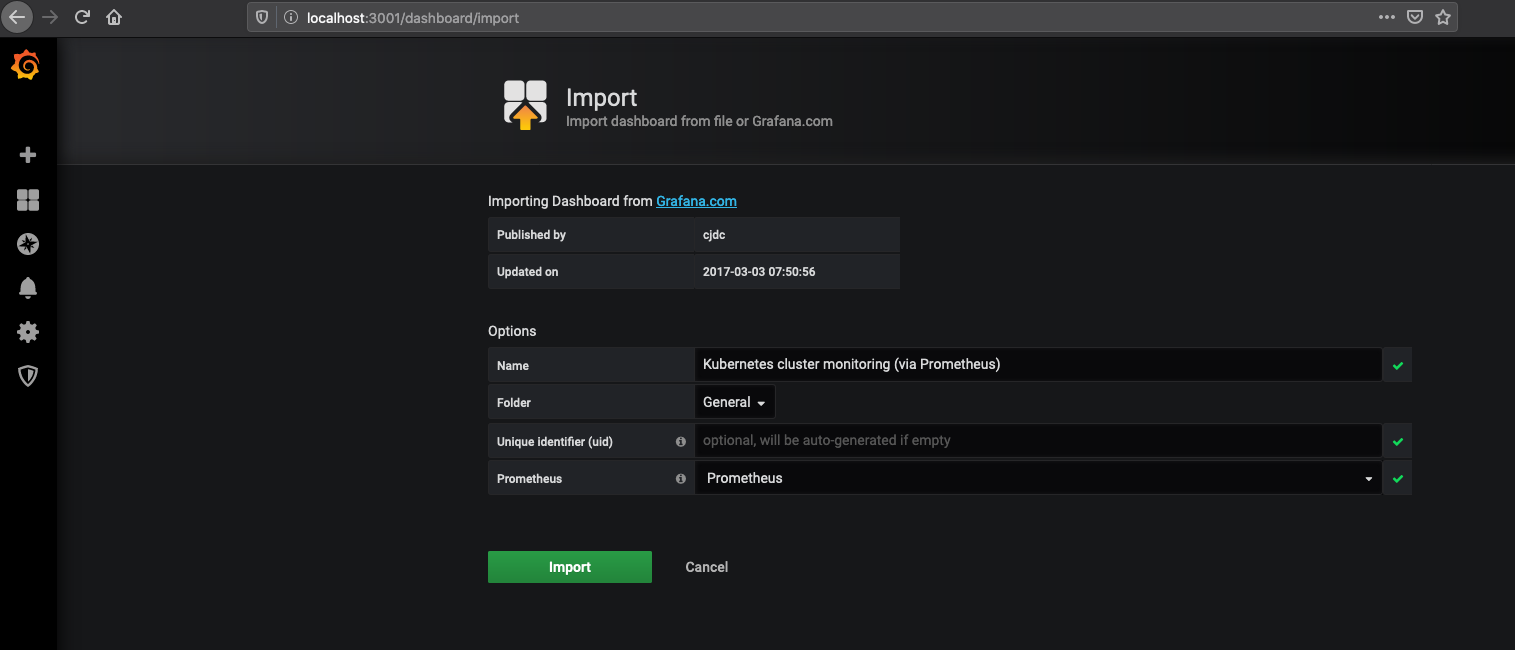 localhost:3001/dashboard/import
Import
Import dashboard from file or Grafana.com
Importing Dashboard from Grafana.com
Published by cjdc
Updated on 2017-03-03 07:50:56
Options
Name Kubernetes cluster monitoring (via Prometheus)
Folder General
Unique identifier (uid) optional, will be auto-generated if empty
Prometheus Prometheus
Import Cancel